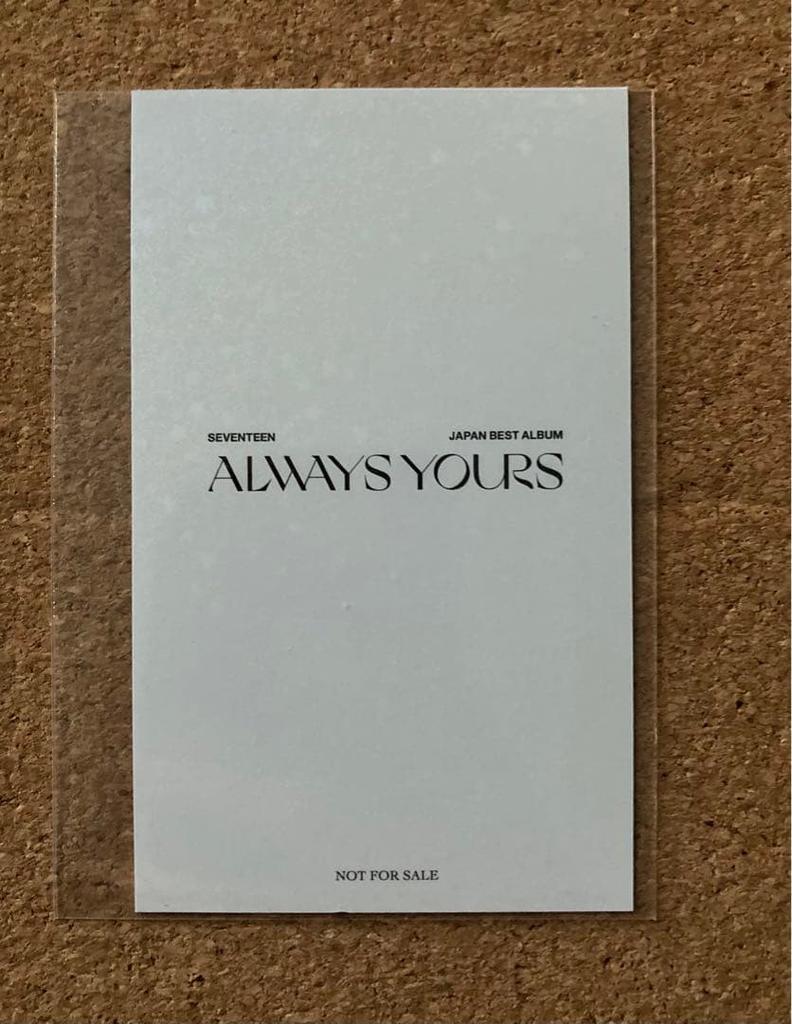 SEVENTEEN JAPAN BEST ALBUM
ALWAYS YOURS
NOT FOR SALE